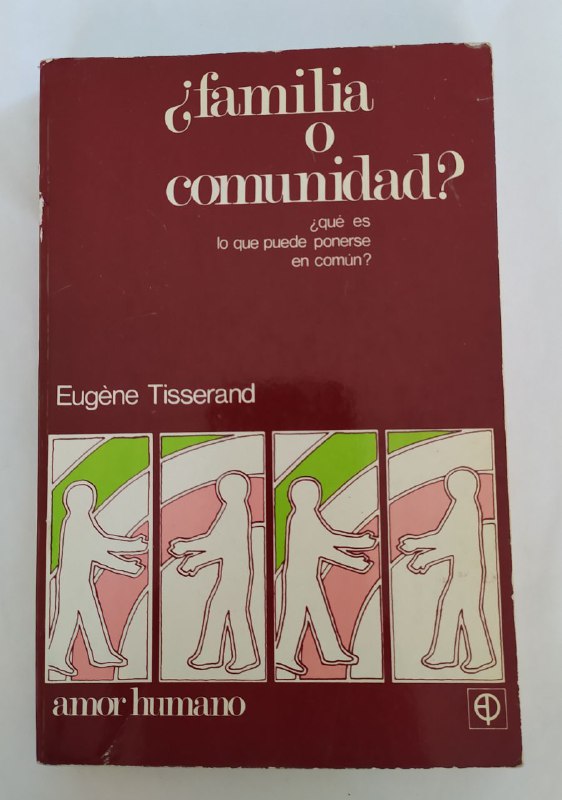 ¿familia
o
comunidad?
¿qué es
lo que puede ponerse
en común?
Eugène Tisserand
amor humano